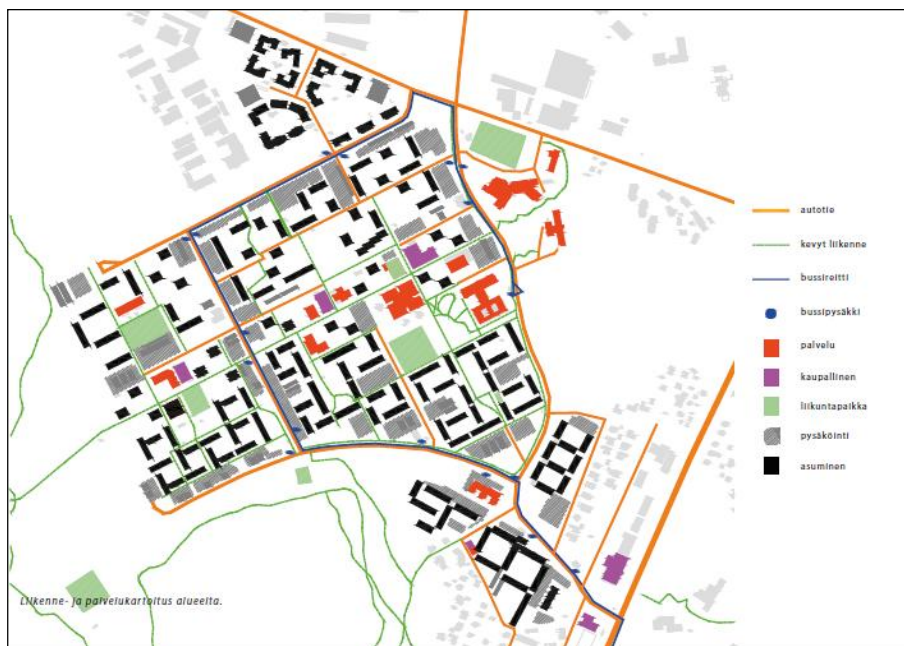 autotie
kevyt liikenne
bussireitti
bussipysäkki
palvelu
kaupallinen
liikuntapaikka
pysäköinti
asuminen
Liikenne- ja palvelukartoitus alueelta.